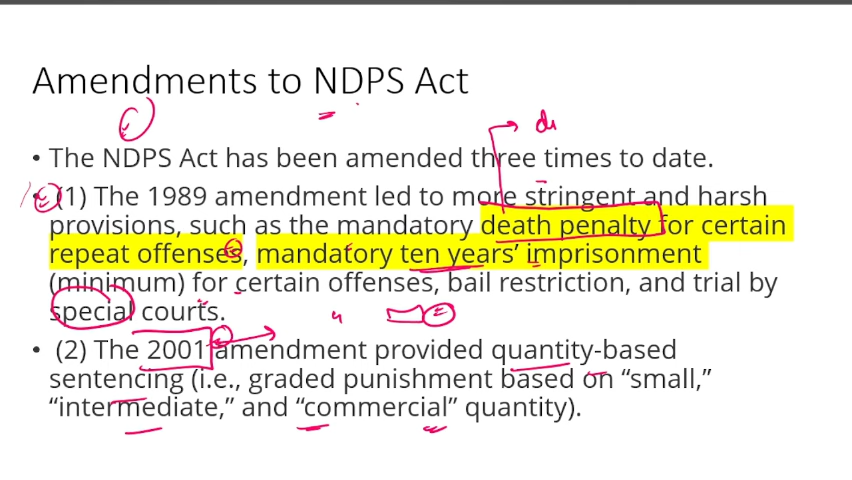 Amendments to NDPS Act
• The NDPS Act has been amended three times to date.
• (1) The 1989 amendment led to more stringent and harsh
provisions, such as the mandatory death penalty for certain
repeat offenses, mandatory ten years’ imprisonment
(minimum) for certain offenses, bail restriction, and trial by
special courts.
• (2) The 2001 amendment provided quantity-based
sentencing (i.e., graded punishment based on “small,”
“intermediate,” and “commercial” quantity).